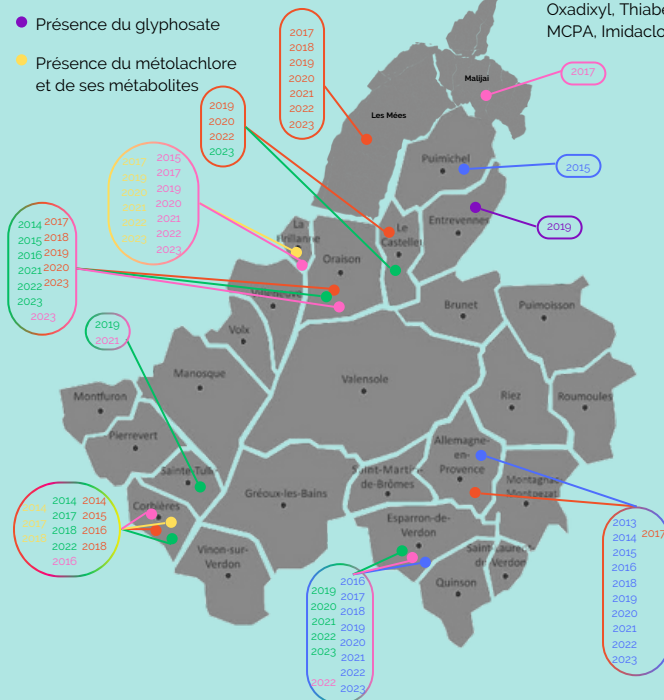 Présence du glyphosate
Présence du métolachlore
et de ses métabolites
Oxadixyl,
MCPA,
Malijai
2017
2017
2018
2019
2020
2021
2022
2023
Les Mées
2019
2020
2022
2023
Puimichel
2015
2015
2017
2019
2020
2021
2022
2023
Entrevennes
2019
La
Le
Castellet
Oraison
2014 2017
2015 2018
2016 2019
2021 2020
2022 2023
2023
2023
Villeneuve
Brunet
Puimoisson
2019
2021
Volx
Manosque
Valensole
Riez
Roumoules
Montfuron
Pierrevert
Allemagne-
en-
Provence
Sainte-Tulle
Saint-Martin-
de-Brômes
Montagnac-
Montpezat
Gréoux-les-Bains
Corbières
2014 2014
2017 2015
2018 2016
2022 2018
2016
Esparron-de-
Verdon
Vinon-sur-
Verdon
Saint-Laurent-
du-Verdon
Quinson
2013
2014 2017
2015
2016
2018
2019
2020
2021
2022
2023
2016
2019 2017
2020 2018
2021 2019
2022 2020
2023 2021
2022
2022 2023